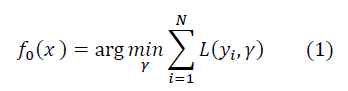 f₀(x) = arg min_γ ∑_{i=1}^{N} L(yᵢ, γ) (1)